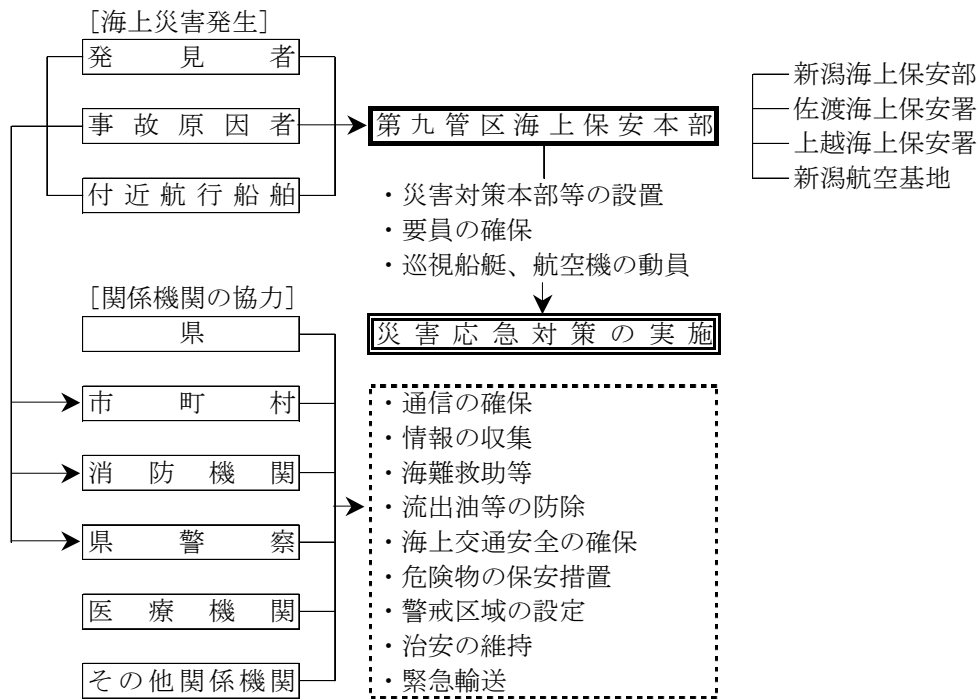 [海上災害発生]
発見者
事故原因者
付近航行船舶
第九管区海上保安本部
新潟海上保安部
佐渡海上保安署
上越海上保安署
新潟航空基地
・災害対策本部等の設置
・要員の確保
・巡視船艇、航空機の動員
災害応急対策の実施
[関係機関の協力]
県
市町村
消防機関
県警察
医療機関
その他関係機関
・通信の確保
・情報の収集
・海難救助等
・流出油等の防除
・海上交通安全の確保
・危険物の保安措置
・警戒区域の設定
・治安の維持
・緊急輸送